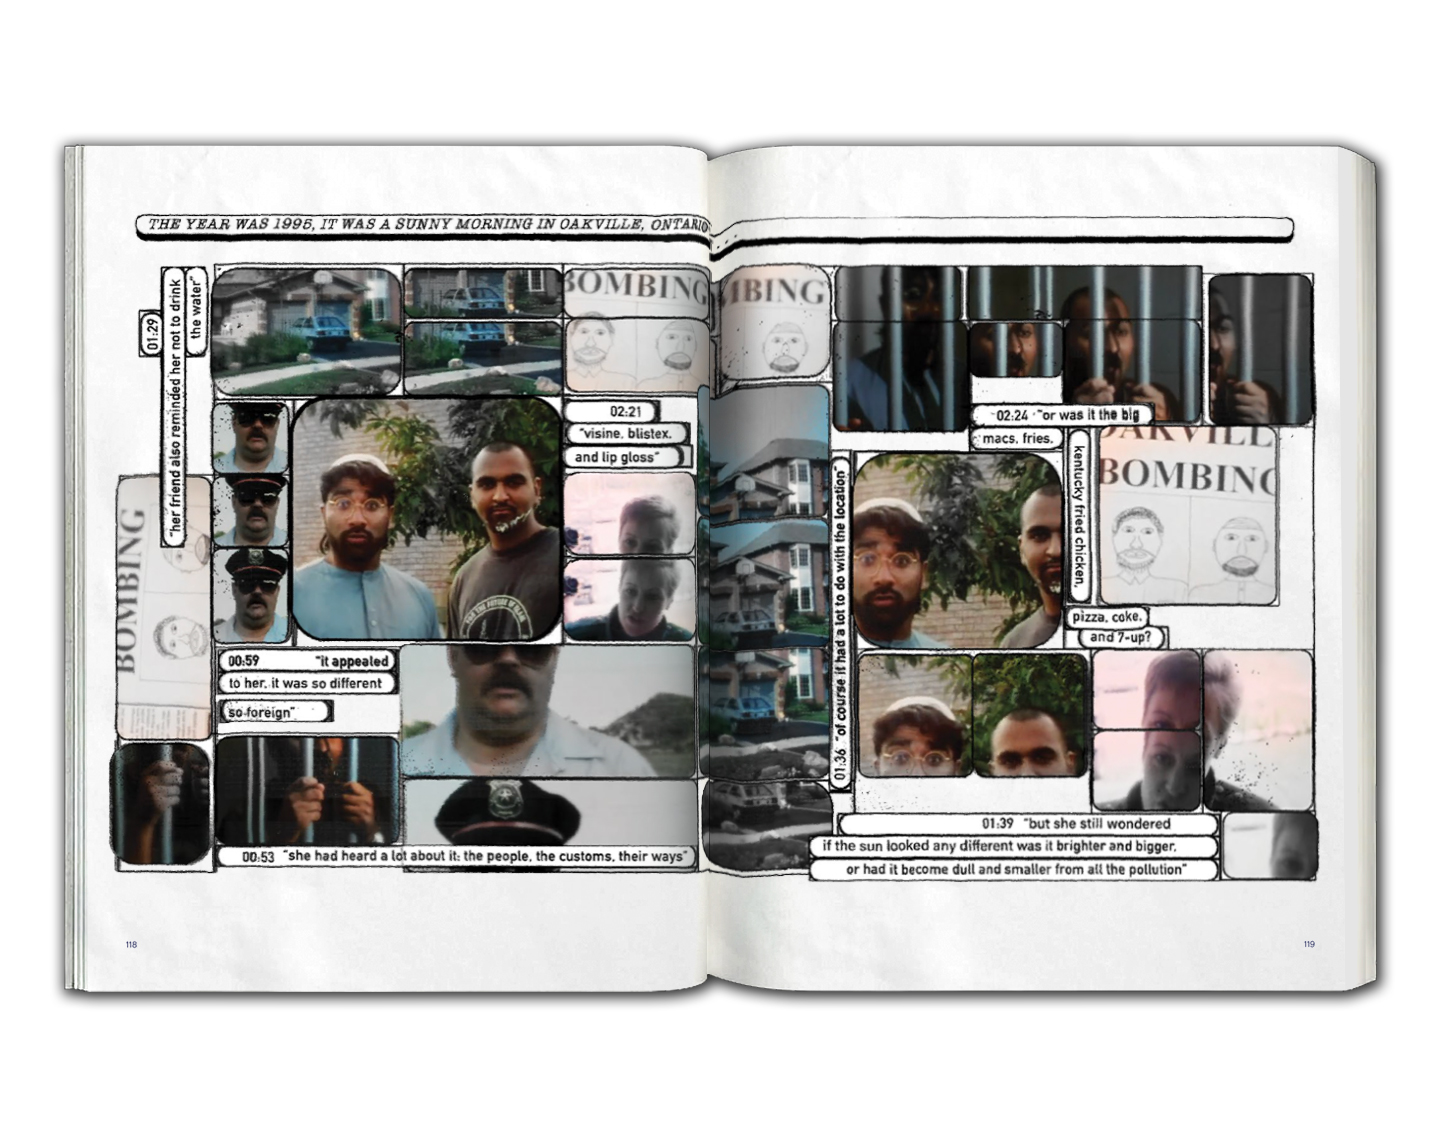 THE YEAR WAS 1995, IT WAS A SUNNY MORNING IN OAKVILLE, ONTARIO....
01:29
"her friend also reminded her not to drink
the water"
BOMBING
02:21
"visine, blistex,
and lip gloss"
FOR THE FUTURE OF ISLAM
BOMBING
00:59 "it appealed
to her, it was so different
so foreign"
00:53 "she had heard a lot about it: the people, the customs, their ways"
118
MBING
02:24 "or was it the big
macs, fries,
kentucky fried chicken,
pizza, coke,
and 7-up?
OAKVILLE
BOMBING
01:36 "of course it had a lot to do with the location"
01:39 "but she still wondered
if the sun looked any different was it brighter and bigger,
or had it become dull and smaller from all the pollution"
119